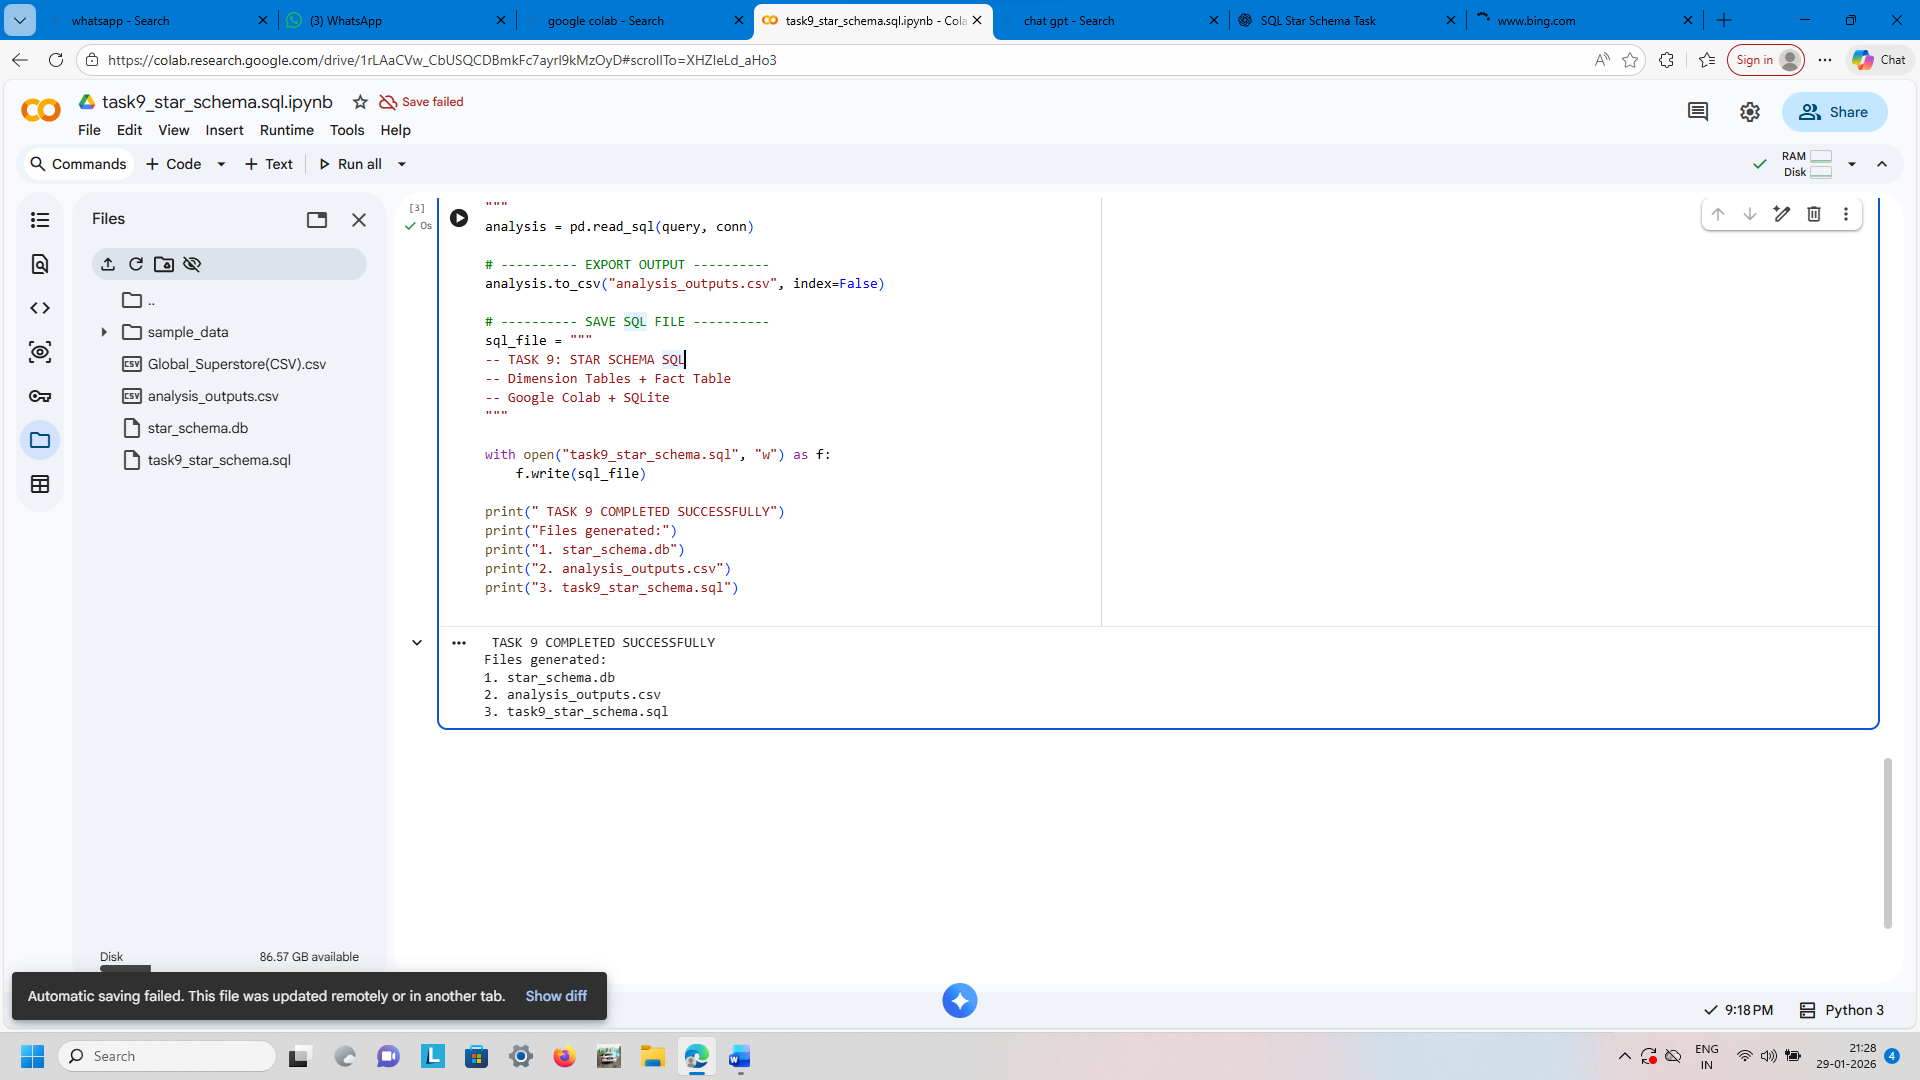 whatsapp - Search
(3) WhatsApp
google colab - Search
task9_star_schema.sql.ipynb - Cola
chat gpt - Search
SQL Star Schema Task
www.bing.com
https://colab.research.google.com/drive/1rLAaCVw_CbUSQCDBmkFc7ayrI9kMzOyD#scrollTo=XHZIeLd_aHo3
Sign in
Chat
task9_star_schema.sql.ipynb
Save failed
File Edit View Insert Runtime Tools Help
Share
Commands + Code + Text Run all
RAM
Disk
Files
..
sample_data
Global_Superstore(CSV).csv
analysis_outputs.csv
star_schema.db
task9_star_schema.sql
Disk 86.57 GB available
[3]
0s
"""
analysis = pd.read_sql(query, conn)
# ---------- EXPORT OUTPUT ----------
analysis.to_csv("analysis_outputs.csv", index=False)
# ---------- SAVE SQL FILE ----------
sql_file = """
-- TASK 9: STAR SCHEMA SQL
-- Dimension Tables + Fact Table
-- Google Colab + SQLite
"""
with open("task9_star_schema.sql", "w") as f:
f.write(sql_file)
print(" TASK 9 COMPLETED SUCCESSFULLY")
print("Files generated:")
print("1. star_schema.db")
print("2. analysis_outputs.csv")
print("3. task9_star_schema.sql")
TASK 9 COMPLETED SUCCESSFULLY
Files generated:
1. star_schema.db
2. analysis_outputs.csv
3. task9_star_schema.sql
Automatic saving failed. This file was updated remotely or in another tab. Show diff
9:18 PM Python 3
Search
ENG
IN
21:28
29-01-2026
4